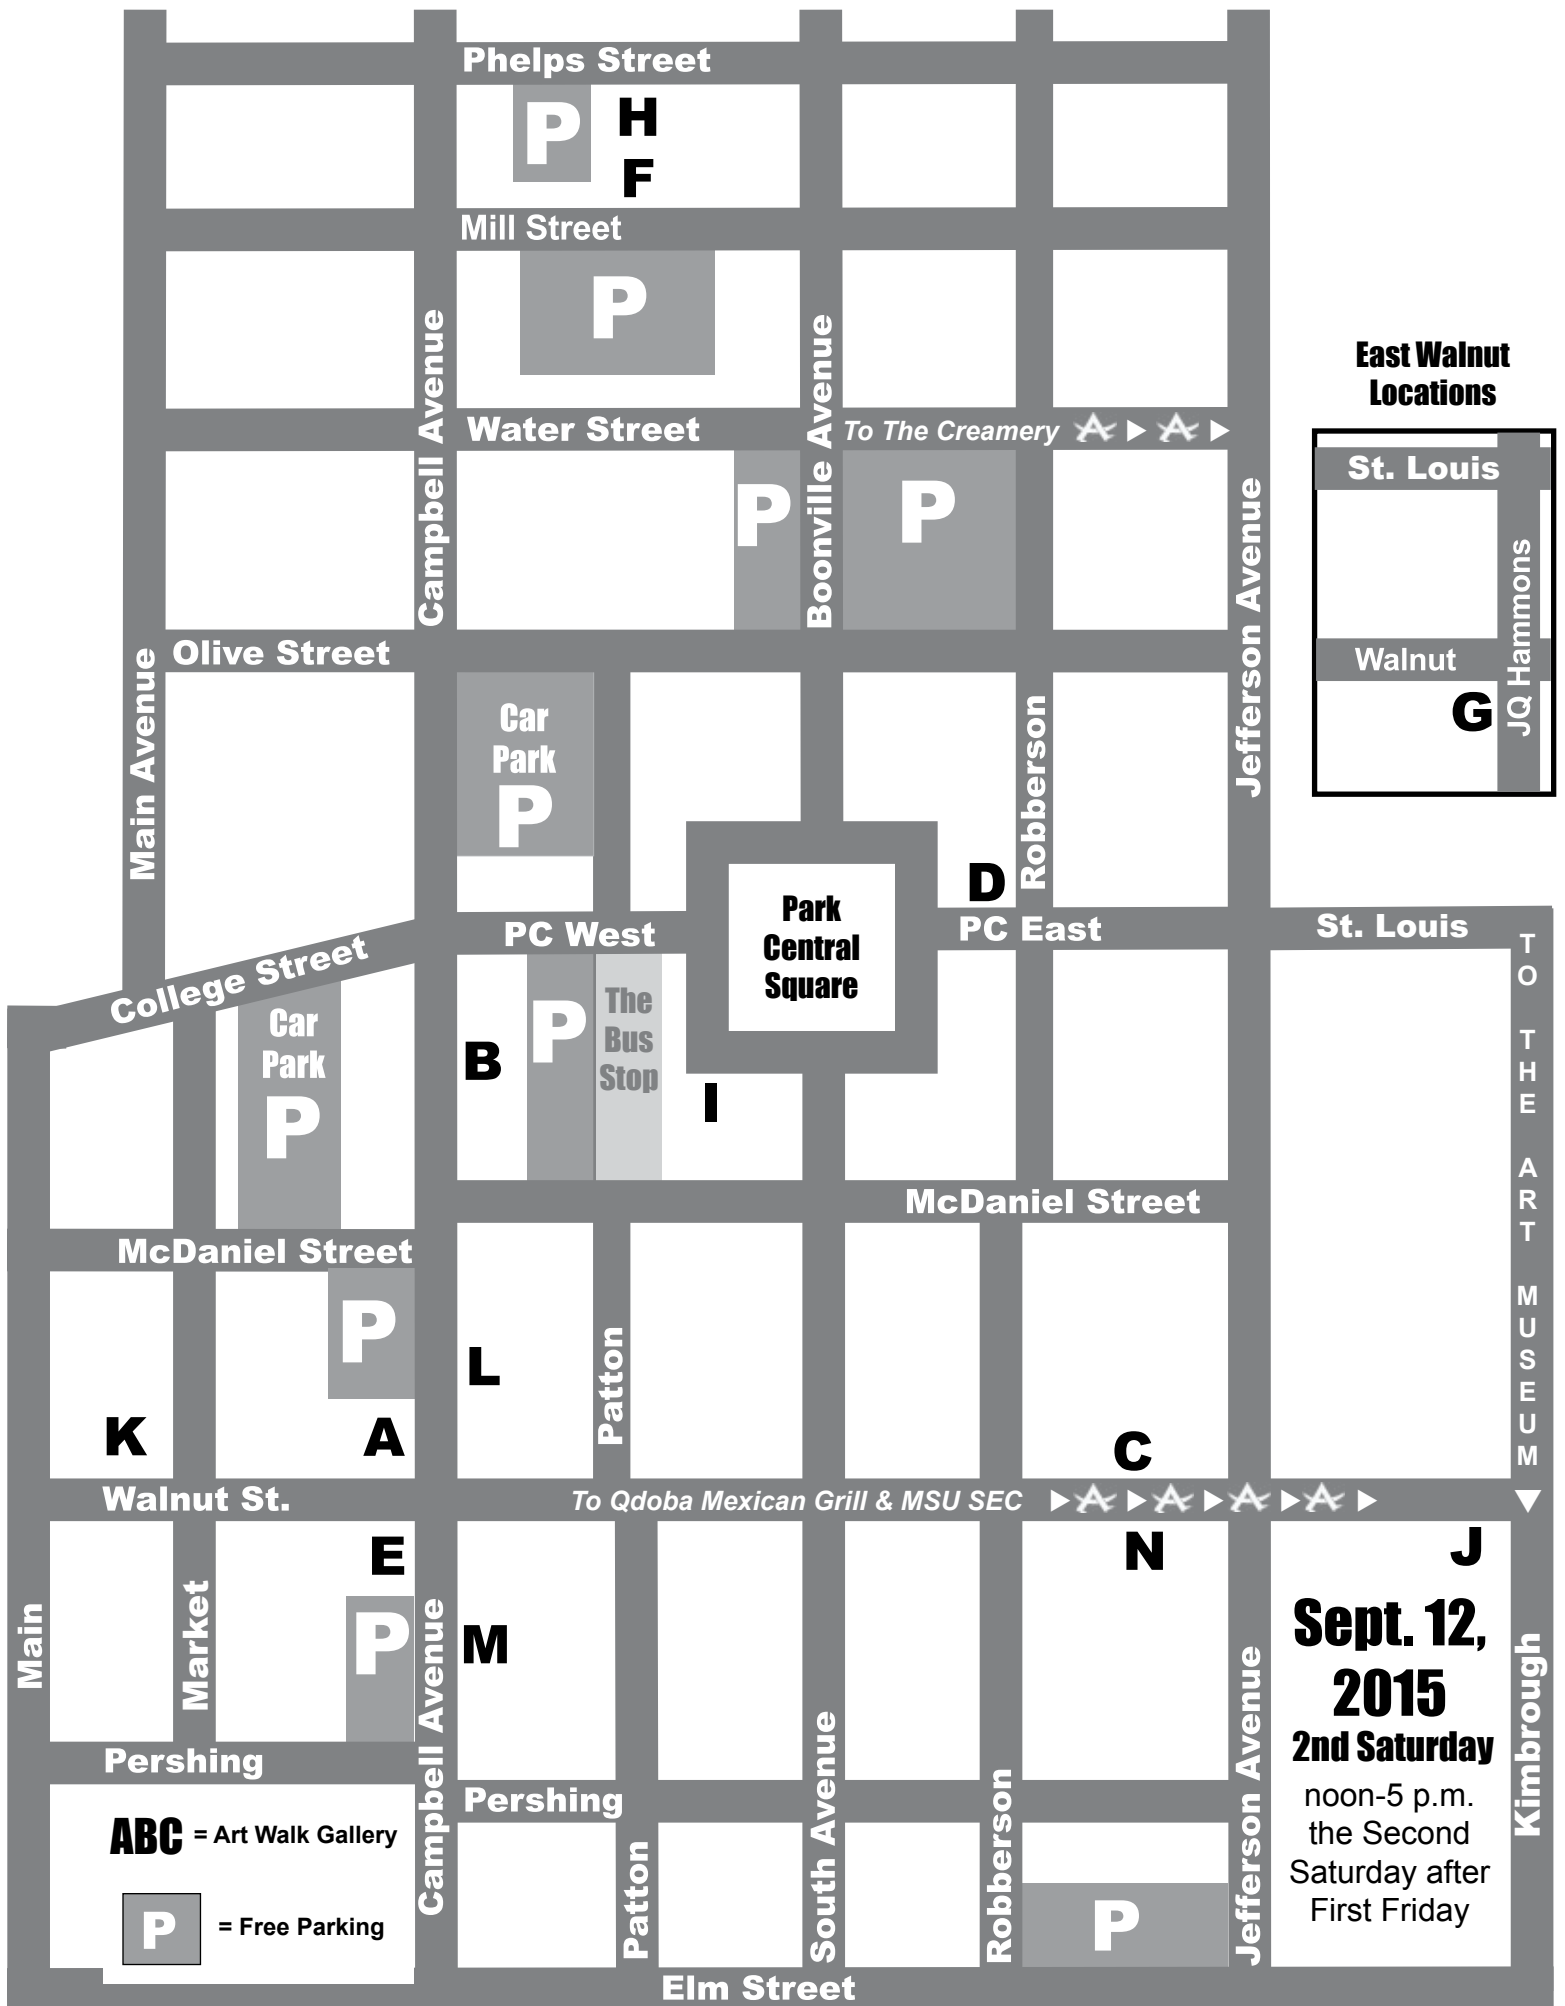 Phelps Street
P
H
F
Mill Street
P
Campbell Avenue
Boonville Avenue
Water Street
To The Creamery
P
P
Jefferson Avenue
East Walnut
Locations
St. Louis
JQ Hammons
Walnut
G
Olive Street
Main Avenue
Car
Park
P
Robberson
D
Park
Central
Square
PC West
PC East
St. Louis
College Street
Car
Park
P
B
P
The
Bus
Stop
I
TO THE ART MUSEUM
McDaniel Street
McDaniel Street
P
L
Patton
K
A
C
Walnut St.
To Qdoba Mexican Grill & MSU SEC
E
N
J
P
M
Main
Market
Campbell Avenue
Sept. 12,
2015
2nd Saturday
noon-5 p.m.
the Second
Saturday after
First Friday
Kimbrough
Pershing
Pershing
Patton
South Avenue
Robberson
Jefferson Avenue
ABC = Art Walk Gallery
P = Free Parking
P
Elm Street